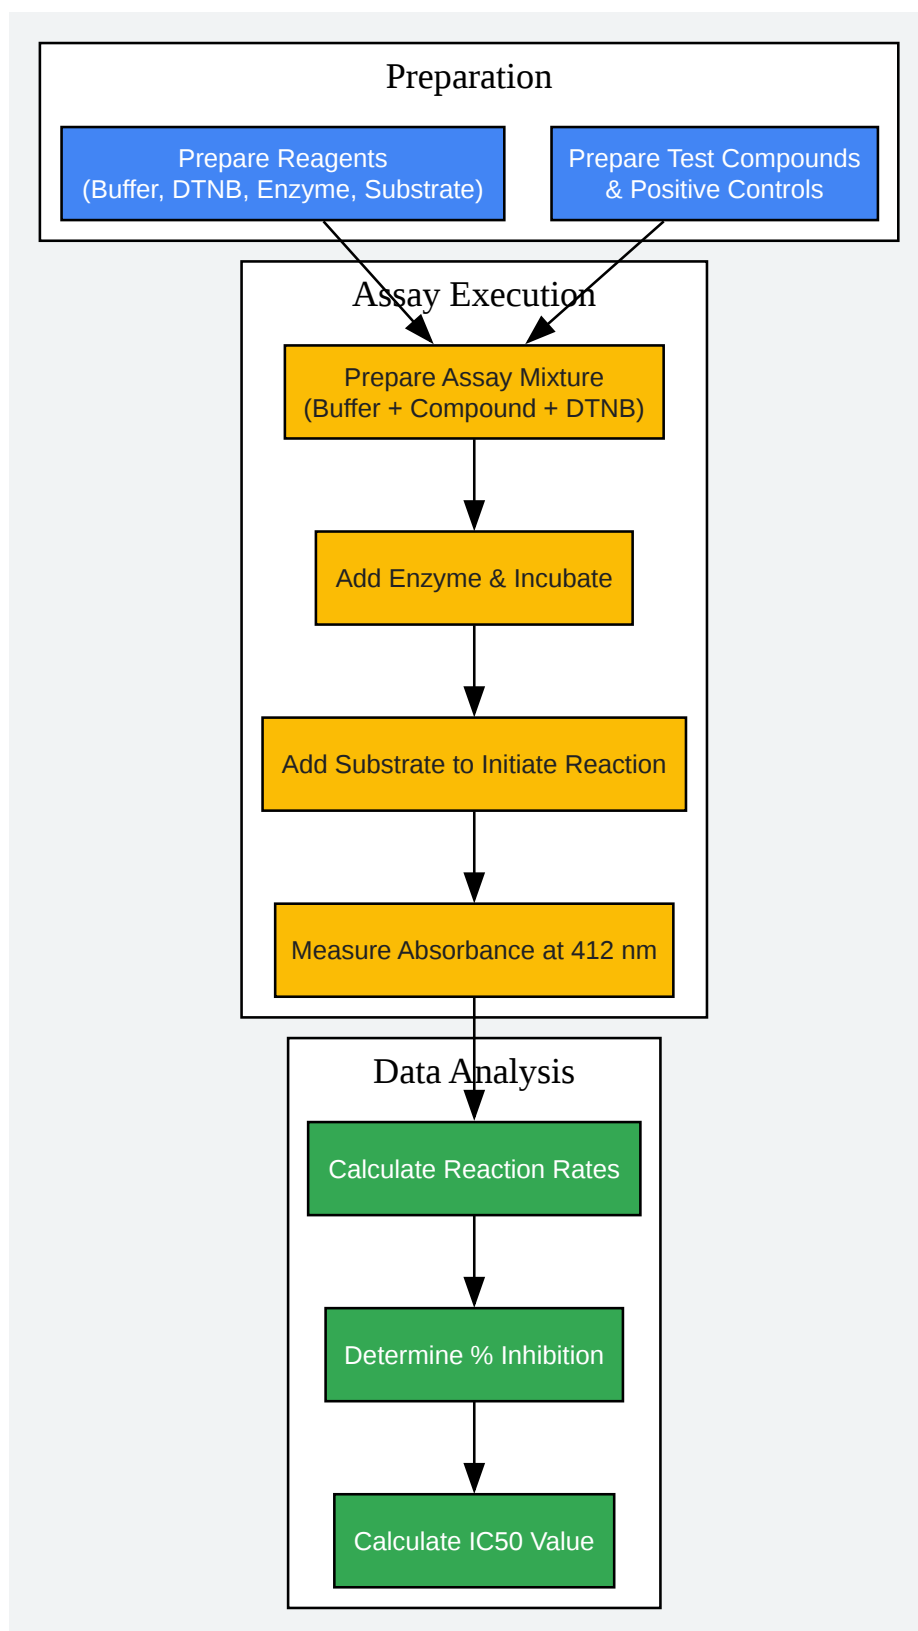 Preparation
Prepare Reagents
(Buffer, DTNB, Enzyme, Substrate)
Prepare Test Compounds
& Positive Controls
Assay Execution
Prepare Assay Mixture
(Buffer + Compound + DTNB)
Add Enzyme & Incubate
Add Substrate to Initiate Reaction
Measure Absorbance at 412 nm
Data Analysis
Calculate Reaction Rates
Determine % Inhibition
Calculate IC50 Value